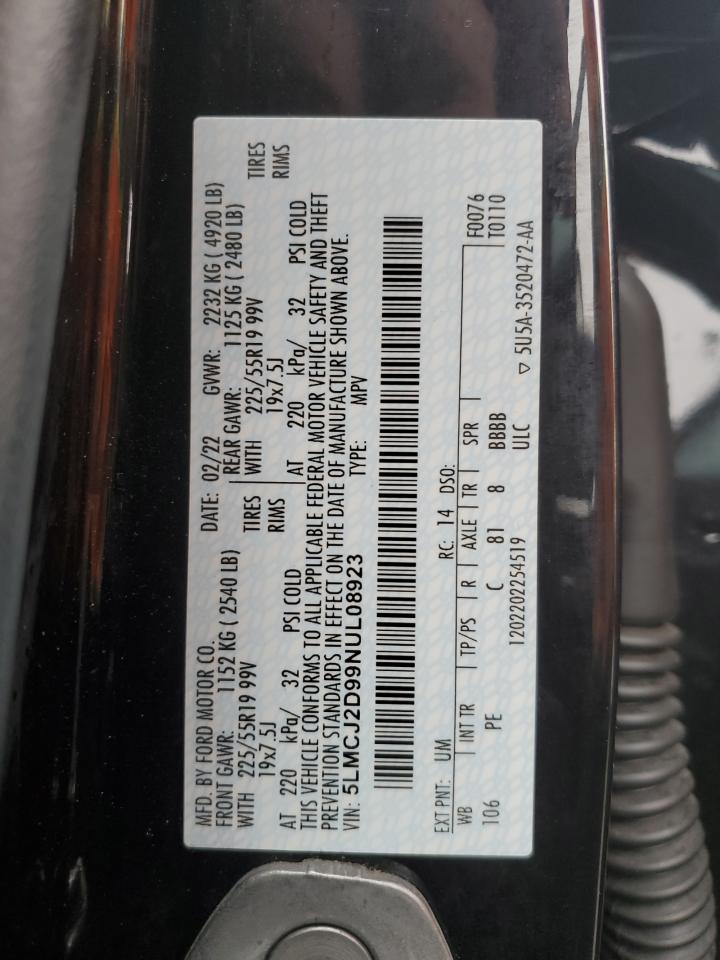 MFD. BY FORD MOTOR CO.
DATE: 02/22 GVWR: 2232 KG ( 4920 LB)
FRONT GAWR: 1152 KG ( 2540 LB) REAR GAWR: 1125 KG ( 2480 LB)
WITH 225/55R19 99V TIRES WITH 225/55R19 99V TIRES
19x7.5J RIMS 19x7.5J RIMS
AT 220 kPa/ 32 PSI COLD AT 220 kPa/ 32 PSI COLD
THIS VEHICLE CONFORMS TO ALL APPLICABLE FEDERAL MOTOR VEHICLE SAFETY AND THEFT
PREVENTION STANDARDS IN EFFECT ON THE DATE OF MANUFACTURE SHOWN ABOVE.
VIN: 5LMCJ2D99NUL08923 TYPE: MPV
EXT PNT: UM RC: 14 DSO: F0076
WB INT TR TP/PS R AXLE TR SPR T0110
106 PE C 81 8 BBBB
1202202254519 ULC ▽ 5U5A-3520472-AA